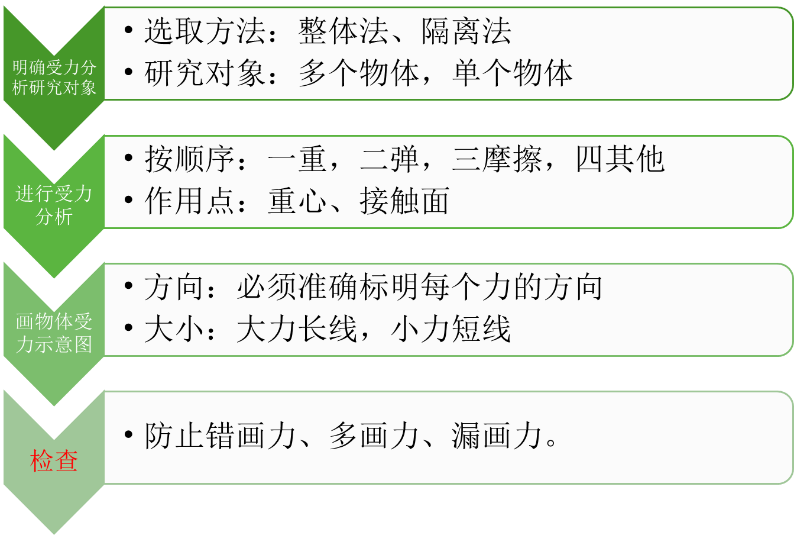 明确受力分
析研究对象
• 选取方法：整体法、隔离法
• 研究对象：多个物体，单个物体
进行受力
分析
• 按顺序：一重，二弹，三摩擦，四其他
• 作用点：重心、接触面
画物体受
力示意图
• 方向：必须准确标明每个力的方向
• 大小：大力长线，小力短线
检查
• 防止错画力、多画力、漏画力。